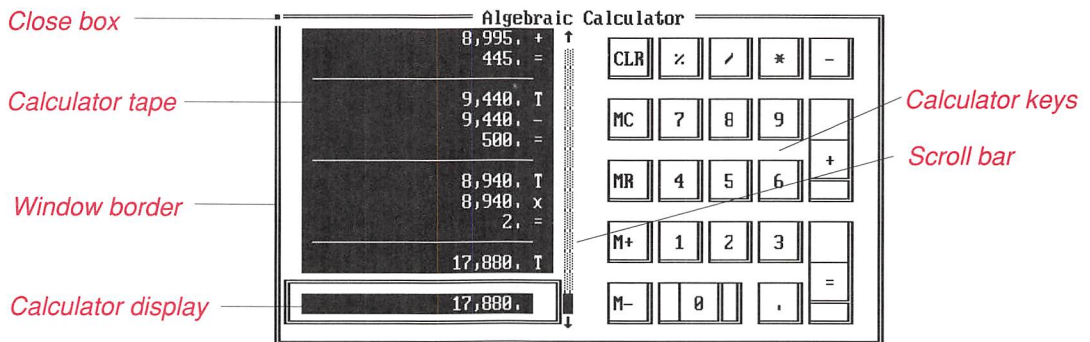 Close box
Algebraic Calculator
8,995. +
445. =
Calculator tape
9,440. T
9,440. -
500. =
8,940. T
8,940. x
2. =
Window border
17,880. T
Calculator display
17,880.
CLR % / * -
MC 7 8 9
Calculator keys
+
Scroll bar
MR 4 5 6
M+ 1 2 3
=
M- 0 .